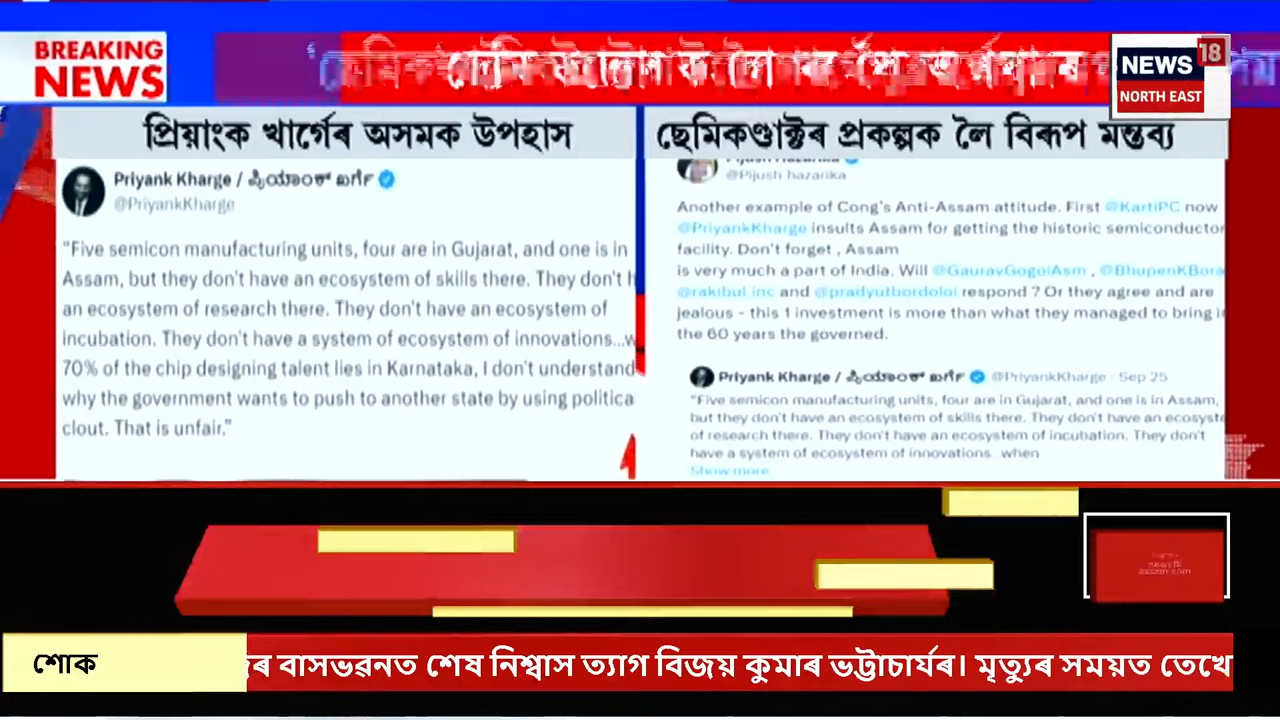 BREAKING
NEWS
NEWS 18
NORTH EAST
প্ৰিয়াংক খাৰ্গেৰ অসমক উপহাস
ছেমিকণ্ডাক্টৰ প্ৰকল্পক লৈ বিৰূপ মন্তব্য
Priyank Kharge / ಪ್ರಿಯಾಂಕ್ ಖರ್ಗೆ
@PriyankKharge
"Five semicon manufacturing units, four are in Gujarat, and one is in
Assam, but they don't have an ecosystem of skills there. They don't h
an ecosystem of research there. They don't have an ecosystem of
incubation. They don't have a system of ecosystem of innovations...w
70% of the chip designing talent lies in Karnataka, I don't understand
why the government wants to push to another state by using politica
clout. That is unfair."
Pijush Hazarika
@Pijush hazarika
Another example of Cong's Anti-Assam attitude. First @KartiPC now
@PriyankKharge insults Assam for getting the historic semiconductor
facility. Don't forget , Assam
is very much a part of India. Will @GauravGogoiAsm , @BhupenKBora
@rakibul inc and @pradyutbordoloi respond ? Or they agree and are
jealous - this 1 investment is more than what they managed to bring in
the 60 years the governed.
Priyank Kharge / ಪ್ರಿಯಾಂಕ್ ಖರ್ಗೆ @PriyankKharge · Sep 25
"Five semicon manufacturing units, four are in Gujarat, and one is in Assam,
but they don't have an ecosystem of skills there. They don't have an ecosyste
of research there. They don't have an ecosystem of incubation. They don't
have a system of ecosystem of innovations...when
Show more
শোক
বাসভৱনত শেষ নিশ্বাস ত্যাগ বিজয় কুমাৰ ভট্টাচাৰ্যৰ। মৃত্যুৰ সময়ত তেখে